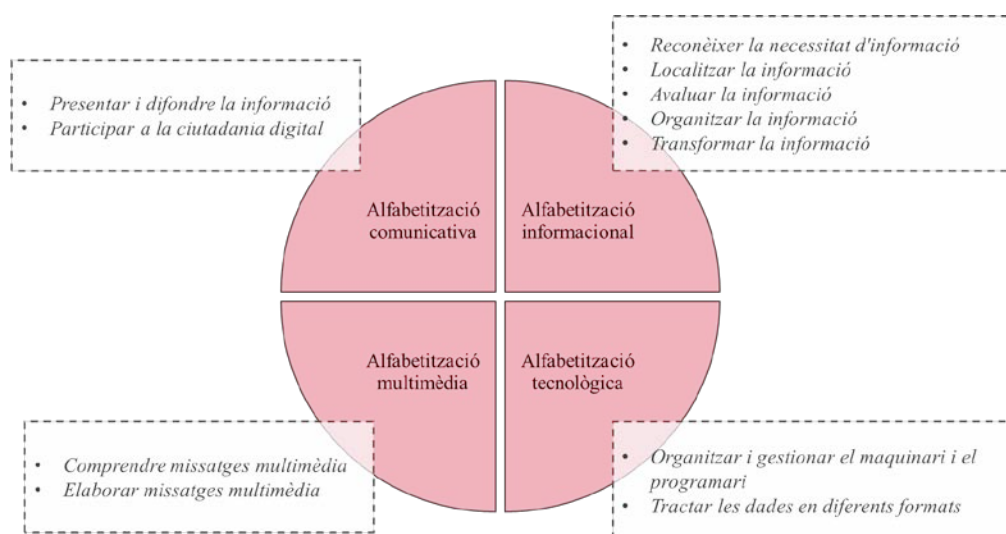 • Presentar i difondre la informació
• Participar a la ciutadania digital
• Reconèixer la necessitat d'informació
• Localitzar la informació
• Avaluar la informació
• Organitzar la informació
• Transformar la informació
Alfabetització
comunicativa
Alfabetització
informacional
Alfabetització
multimèdia
Alfabetització
tecnològica
• Comprendre missatges multimèdia
• Elaborar missatges multimèdia
• Organitzar i gestionar el maquinari i el
programari
• Tractar les dades en diferents formats